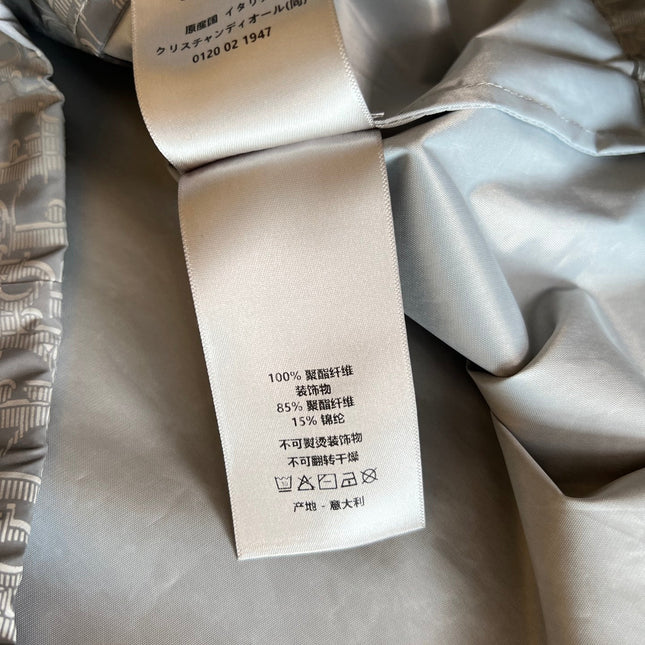 原産国 イタリア
クリスチャンディオール(同)
0120 02 1947
100% 聚酯纤维
装饰物
85% 聚酯纤维
15% 锦纶
不可熨烫装饰物
不可翻转干燥
产地 - 意大利